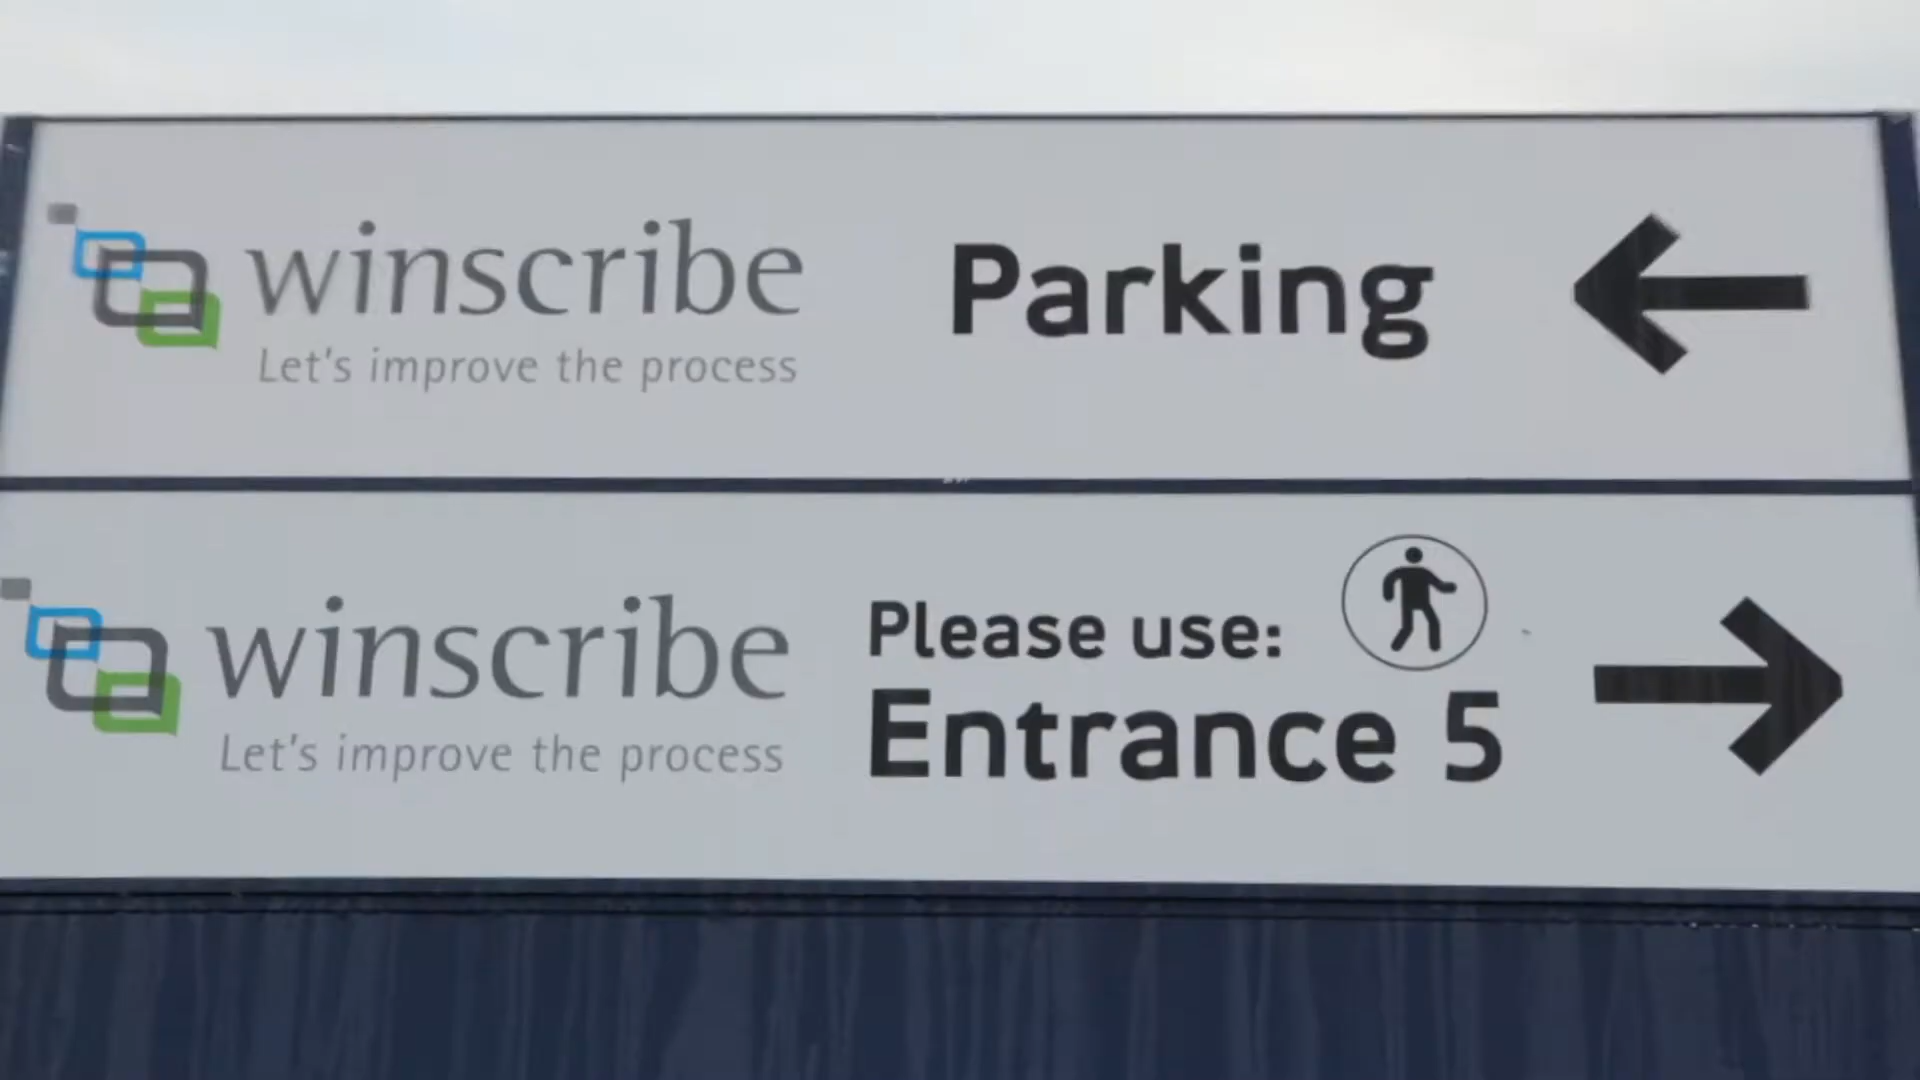 winscribe
Let's improve the process
Parking
winscribe
Let's improve the process
Please use:
Entrance 5